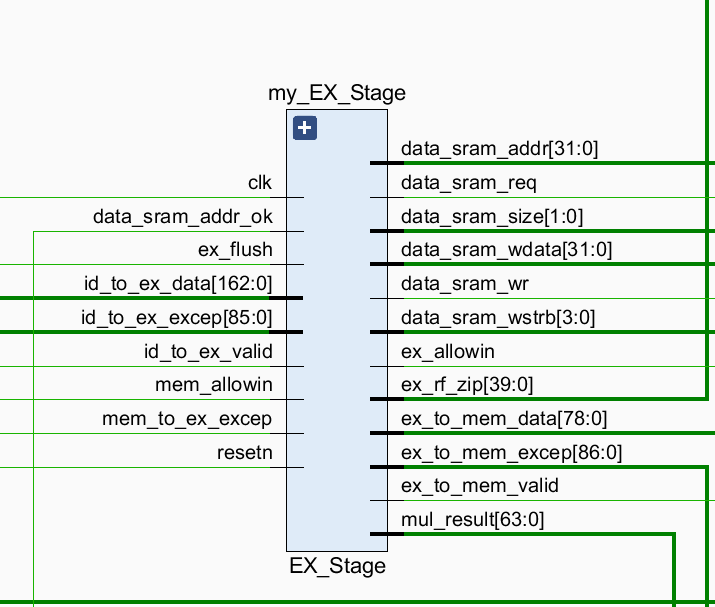 my_EX_Stage
data_sram_addr[31:0]
clk
data_sram_req
data_sram_addr_ok
data_sram_size[1:0]
ex_flush
data_sram_wdata[31:0]
id_to_ex_data[162:0]
data_sram_wr
id_to_ex_excep[85:0]
data_sram_wstrb[3:0]
id_to_ex_valid
ex_allowin
mem_allowin
ex_rf_zip[39:0]
mem_to_ex_excep
ex_to_mem_data[78:0]
resetn
ex_to_mem_excep[86:0]
ex_to_mem_valid
mul_result[63:0]
EX_Stage